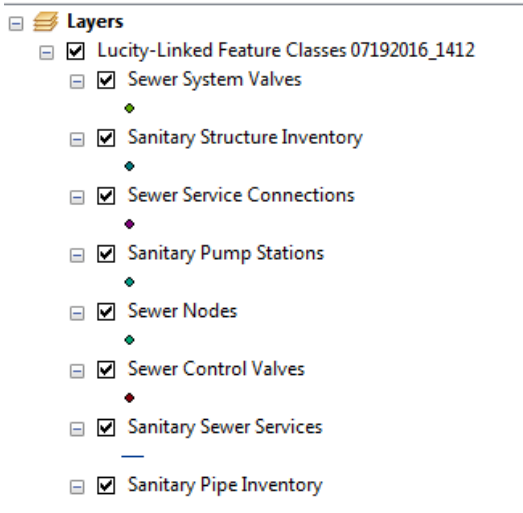 Layers
Lucity-Linked Feature Classes 07192016_1412
Sewer System Valves
Sanitary Structure Inventory
Sewer Service Connections
Sanitary Pump Stations
Sewer Nodes
Sewer Control Valves
Sanitary Sewer Services
Sanitary Pipe Inventory